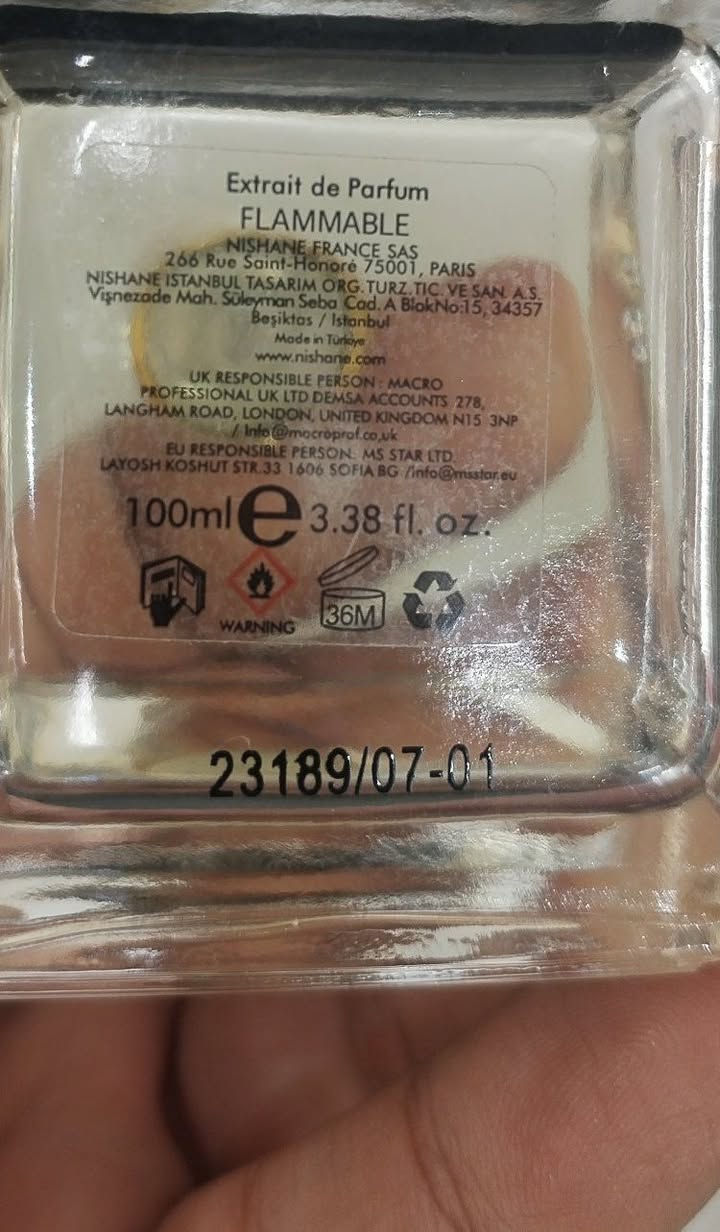 Extrait de Parfum
FLAMMABLE
NISHANE FRANCE SAS
266 Rue Saint-Honoré 75001, PARIS
NISHANE ISTANBUL TASARIM ORG. TURZ. TIC. VE SAN. A.S.
Vişnezade Mah. Süleyman Seba Cad. A BlokNo:15, 34357
Beşiktas / Istanbul
Made in Türkiye
www.nishane.com
UK RESPONSIBLE PERSON : MACRO
PROFESSIONAL UK LTD DEMSA ACCOUNTS 278,
LANGHAM ROAD, LONDON, UNITED KINGDOM N15 3NP
/ Info@macroprof.co.uk
EU RESPONSIBLE PERSON: MS STAR LTD.
LAYOSH KOSHUT STR.33 1606 SOFIA BG /info@msstar.eu
100ml e 3.38 fl. oz.
36M
WARNING
23189/07-01